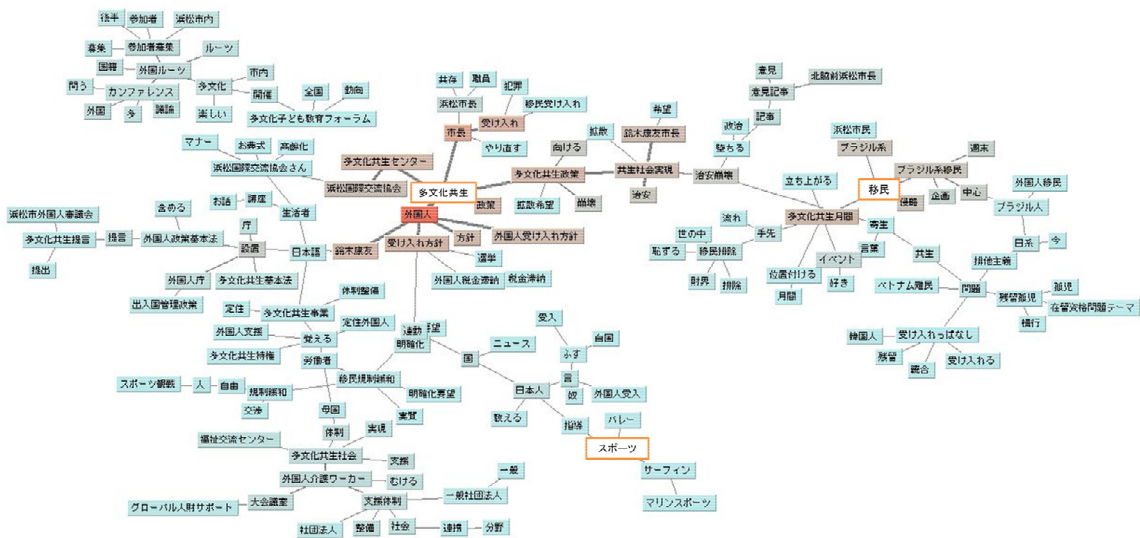 後半
参加者
浜松市内
募集
参加者募集
国籍
外国ルーツ
ルーツ
問う
カンファレンス
多文化
市内
外国
多
議論
楽しい
開催
全国
動向
多文化子ども教育フォーラム
マナー
お葬式
高齢化
浜松国際交流協会さん
浜松国際交流協会
多文化共生センター
お話
講座
生活者
共存
職員
浜松市長
犯罪
移民受け入れ
市長
受け入れ
やり直す
多文化共生
政策
外国人
鈴木康友
受け入れ方針
方針
外国人受け入れ方針
選挙
外国人税金滞納
税金滞納
向ける
多文化共生政策
拡散希望
崩壊
拡散
希望
鈴木康友市長
共生社会実現
治安
治安崩壊
意見
意見記事
北脇前浜松市長
記事
政治
堕ちる
浜松市民
ブラジル系
移民
侵略
ブラジル系移民
週末
企画
中心
外国人移民
ブラジル人
日系
今
排他主義
立ち上がる
多文化共生月間
寄生
言葉
共生
手先
流れ
世の中
恥ずる
移民排除
財界
排除
位置付ける
月間
イベント
好き
ベトナム難民
問題
残留孤児
孤児
在留資格問題テーマ
横行
韓国人
受け入れっぱなし
残留
統合
受け入れる
浜松市外国人審議会
含める
多文化共生提言
提言
外国人政策基本法
提出
庁
設置
日本語
外国人庁
多文化共生基本法
出入国管理政策
定住
体制整備
多文化共生事業
外国人支援
覚える
定住外国人
多文化共生特権
労働者
連動
要望
明確化
移民規制緩和
明確化要望
実質
スポーツ観戦
人
自由
規制緩和
交渉
母国
体制
実現
福祉交流センター
多文化共生社会
支援
外国人介護ワーカー
むける
グローバル人財サポート
大会議室
支援体制
一般
一般社団法人
社団法人
整備
社会
連携
分野
国
ニュース
日本人
教える
受入
ふす
自国
言
奴
外国人受入
指導
バレー
スポーツ
サーフィン
マリンスポーツ